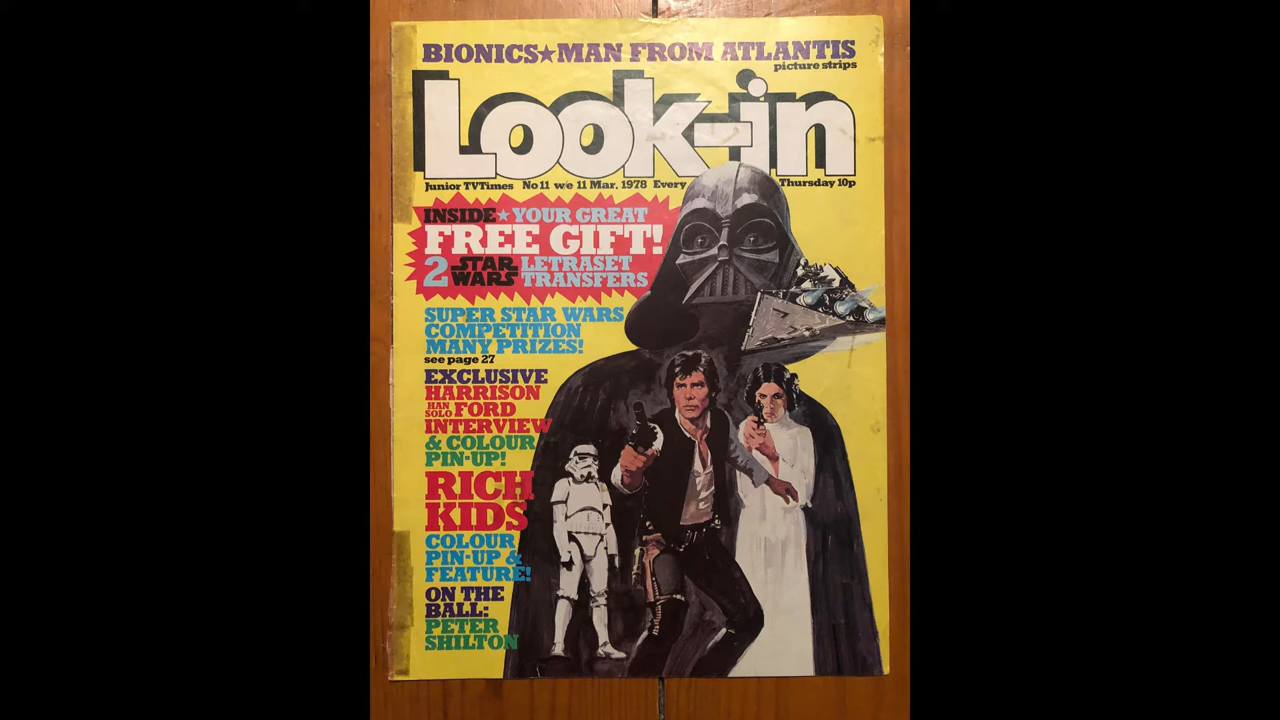 BIONICS★MAN FROM ATLANTIS
picture strips
Look-in
Junior TVTimes No 11 w/e 11 Mar, 1978 Every Thursday 10p
INSIDE★YOUR GREAT
FREE GIFT!
2 STAR WARS LETRASET TRANSFERS
SUPER STAR WARS
COMPETITION
MANY PRIZES!
see page 27
EXCLUSIVE
HARRISON
HAN SOLO FORD
INTERVIEW
& COLOUR
PIN-UP!
RICH
KIDS
COLOUR
PIN-UP &
FEATURE!
ON THE
BALL:
PETER
SHILTON